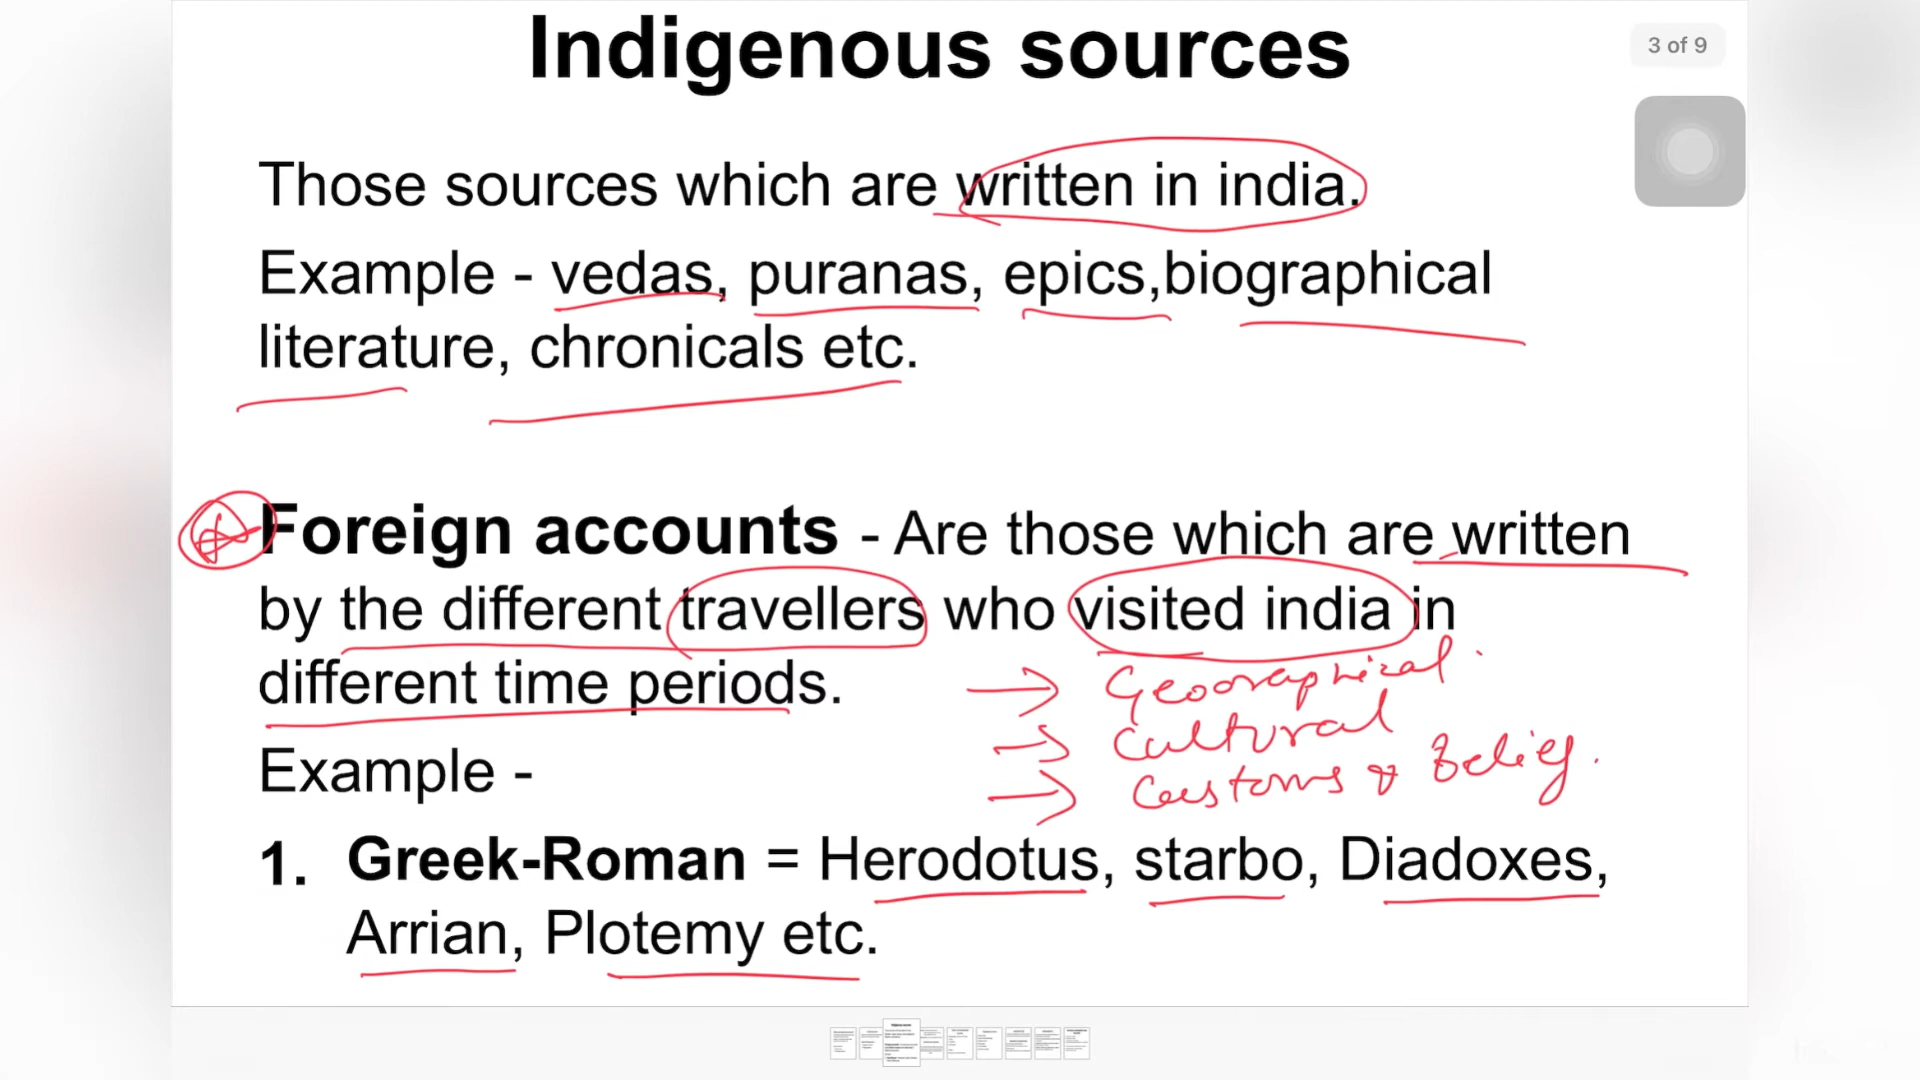 Indigenous sources
3 of 9
Those sources which are written in india.
Example - vedas, puranas, epics,biographical
literature, chronicals etc.
Foreign accounts - Are those which are written
by the different travellers who visited india in
different time periods.
Geographical
Cultural
Customs & Belief.
Example -
1. Greek-Roman = Herodotus, starbo, Diadoxes,
Arrian, Plotemy etc.